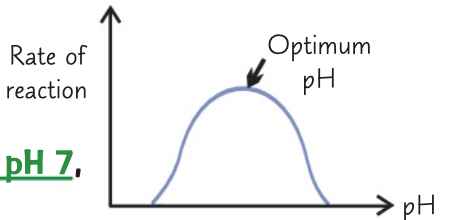 Rate of
reaction
Optimum
pH
pH 7,
pH